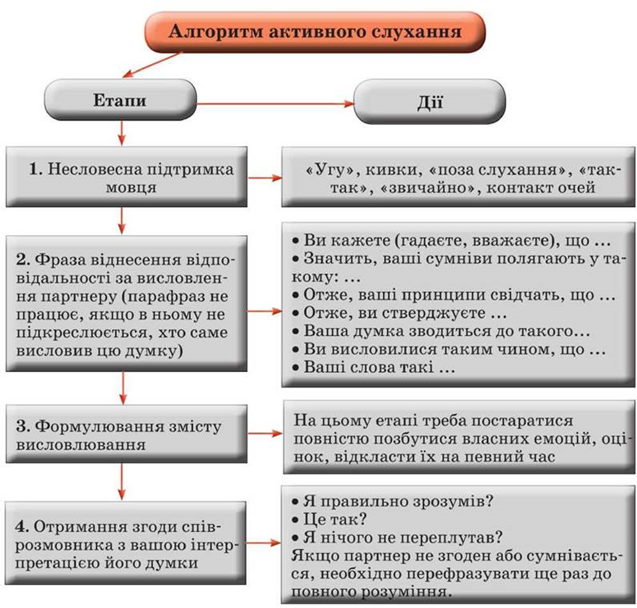 Алгоритм активного слухання
Етапи
Дії
1. Несловесна підтримка
мовця
«Угу», кивки, «поза слухання», «так-
так», «звичайно», контакт очей
2. Фраза віднесення відпо-
відальності за висловлен-
ня партнеру (парафраз не
працює, якщо в ньому не
підкреслюється, хто саме
висловив цю думку)
• Ви кажете (гадаєте, вважаєте), що ...
• Значить, ваші сумніви полягають у та-
кому: ...
• Отже, ваші принципи свідчать, що ...
• Отже, ви стверджуєте ...
• Ваша думка зводиться до такого...
• Ви висловилися таким чином, що ...
• Ваші слова такі ...
3. Формулювання змісту
висловлювання
На цьому етапі треба постаратися
повністю позбутися власних емоцій, оці-
нок, відкласти їх на певний час
4. Отримання згоди спів-
розмовника з вашою інтер-
претацією його думки
• Я правильно зрозумів?
• Це так?
• Я нічого не переплутав?
Якщо партнер не згоден або сумніваєть-
ся, необхідно перефразувати ще раз до
повного розуміння.